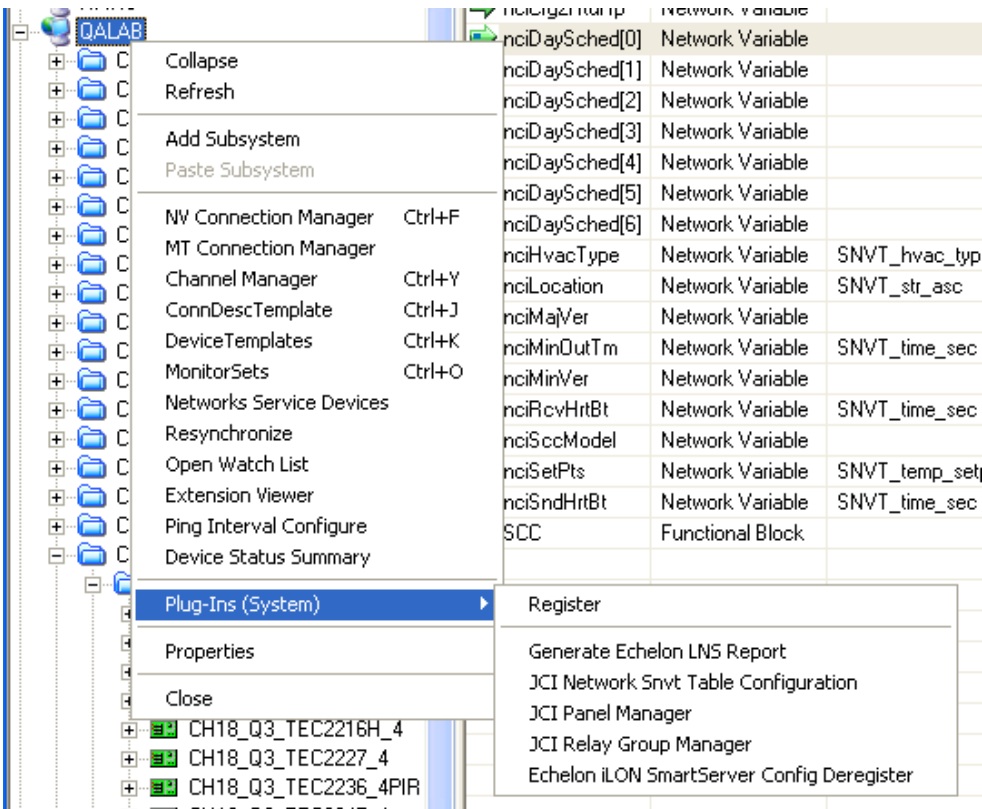 nciCfg2HtuHp Network Variable
QALAB
nciDaySched[0] Network Variable
C Collapse nciDaySched[1] Network Variable
C Refresh nciDaySched[2] Network Variable
C nciDaySched[3] Network Variable
C Add Subsystem
C Paste Subsystem nciDaySched[4] Network Variable
C nciDaySched[5] Network Variable
C NV Connection Manager Ctrl+F nciDaySched[6] Network Variable
C MT Connection Manager nciHvacType Network Variable SNVT_hvac_typ
C Channel Manager Ctrl+Y nciLocation Network Variable SNVT_str_asc
C ConnDescTemplate Ctrl+J nciMajVer Network Variable
C DeviceTemplates Ctrl+K nciMinOutTm Network Variable SNVT_time_sec
C MonitorSets Ctrl+O nciMinVer Network Variable
C Networks Service Devices nciRcvHrtBt Network Variable SNVT_time_sec
C Resynchronize nciSccModel Network Variable
C Open Watch List nciSetPts Network Variable SNVT_temp_setp
C Extension Viewer nciSndHrtBt Network Variable SNVT_time_sec
C Ping Interval Configure SCC Functional Block
C Device Status Summary
Plug-Ins (System) Register
Properties Generate Echelon LNS Report
JCI Network Snvt Table Configuration
Close
JCI Panel Manager
CH18_Q3_TEC2216H_4
JCI Relay Group Manager
CH18_Q3_TEC2227_4
Echelon iLON SmartServer Config Deregister
CH18_Q3_TEC2236_4PIR